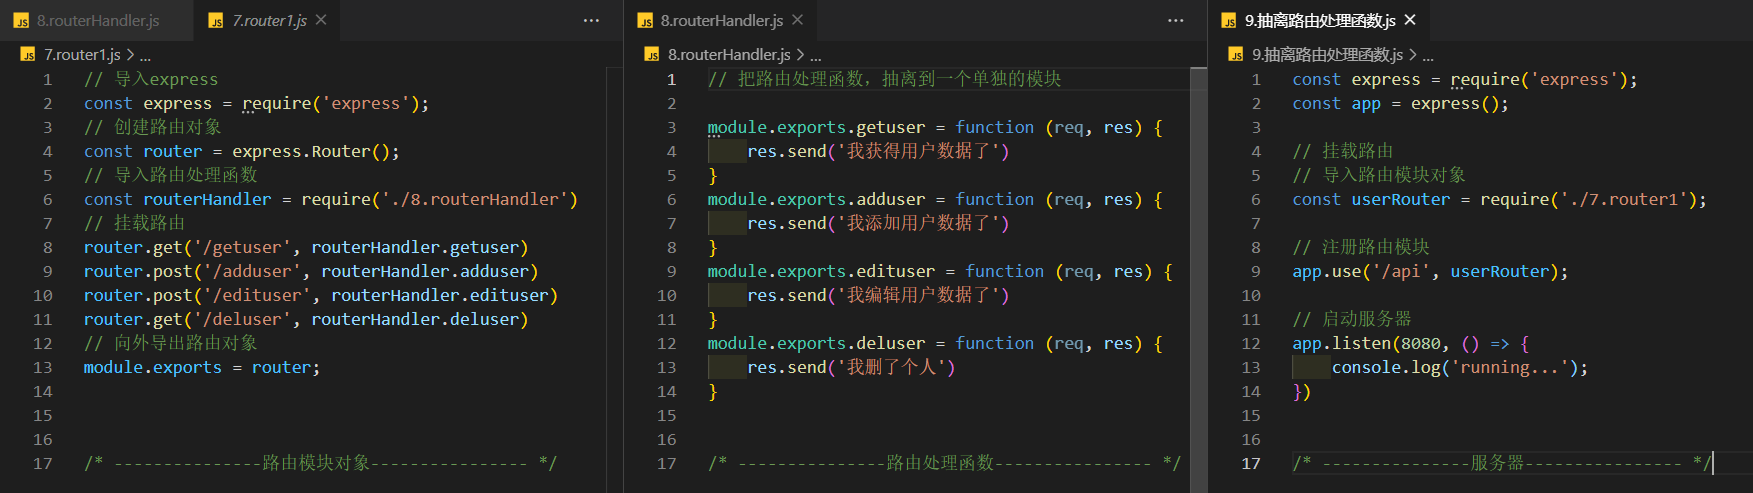 JS 8.routerHandler.js
JS 7.router1.js ×
...
JS 7.router1.js > ...
1 // 导入express
2 const express = require('express');
3 // 创建路由对象
4 const router = express.Router();
5 // 导入路由处理函数
6 const routerHandler = require('./8.routerHandler')
7 // 挂载路由
8 router.get('/getuser', routerHandler.getuser)
9 router.post('/adduser', routerHandler.adduser)
10 router.post('/edituser', routerHandler.edituser)
11 router.get('/deluser', routerHandler.deluser)
12 // 向外导出路由对象
13 module.exports = router;
14
15
16
17 /* ---------------路由模块对象---------------- */
JS 8.routerHandler.js ×
...
JS 8.routerHandler.js > ...
1 // 把路由处理函数，抽离到一个单独的模块
2
3 module.exports.getuser = function (req, res) {
4     res.send('我获得用户数据了')
5 }
6 module.exports.adduser = function (req, res) {
7     res.send('我添加用户数据了')
8 }
9 module.exports.edituser = function (req, res) {
10     res.send('我编辑用户数据了')
11 }
12 module.exports.deluser = function (req, res) {
13     res.send('我删了个人')
14 }
15
16
17 /* ---------------路由处理函数---------------- */
JS 9.抽离路由处理函数.js ×
JS 9.抽离路由处理函数.js > ...
1 const express = require('express');
2 const app = express();
3
4 // 挂载路由
5 // 导入路由模块对象
6 const userRouter = require('./7.router1');
7
8 // 注册路由模块
9 app.use('/api', userRouter);
10
11 // 启动服务器
12 app.listen(8080, () => {
13     console.log('running...');
14 })
15
16
17 /* ---------------服务器---------------- */